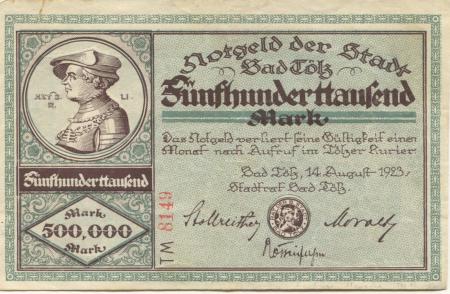 Notgeld der Stadt
Bad Tölz
Fünfhunderttausend
Mark
Das Notgeld verliert seine Gültigkeit einen
Monat nach Aufruf im Tölzer Kurier
Bad Tölz, 14. August 1923
Stadtrat Bad Tölz.
Fünfhunderttausend
Mark
500,000
Mark
TM 8149